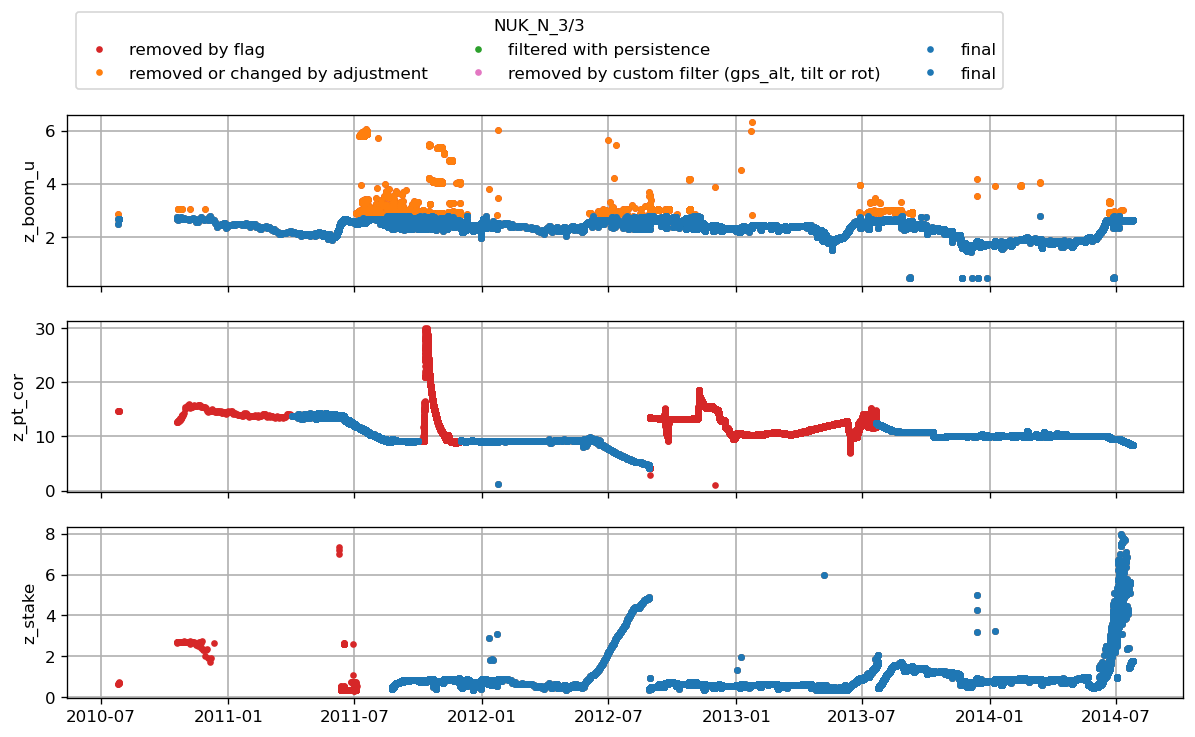 NUK_N_3/3
removed by flag
filtered with persistence
final
removed or changed by adjustment
removed by custom filter (gps_alt, tilt or rot)
final
z_boom_u
6
4
2
z_pt_cor
30
20
10
0
z_stake
8
6
4
2
0
2010-07
2011-01
2011-07
2012-01
2012-07
2013-01
2013-07
2014-01
2014-07